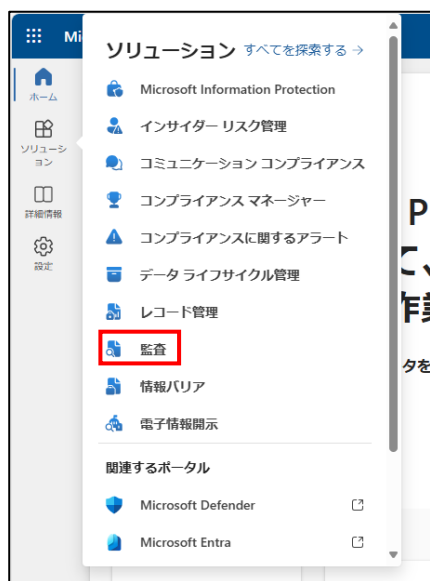 Mi
ソリューション すべてを探索する →
ホーム
Microsoft Information Protection
インサイダー リスク管理
ソリューシ
ョン
コミュニケーション コンプライアンス
コンプライアンス マネージャー
詳細情報
コンプライアンスに関するアラート
設定
データ ライフサイクル管理
レコード管理
監査
情報バリア
電子情報開示
関連するポータル
Microsoft Defender
Microsoft Entra
P
て、
作業
タを